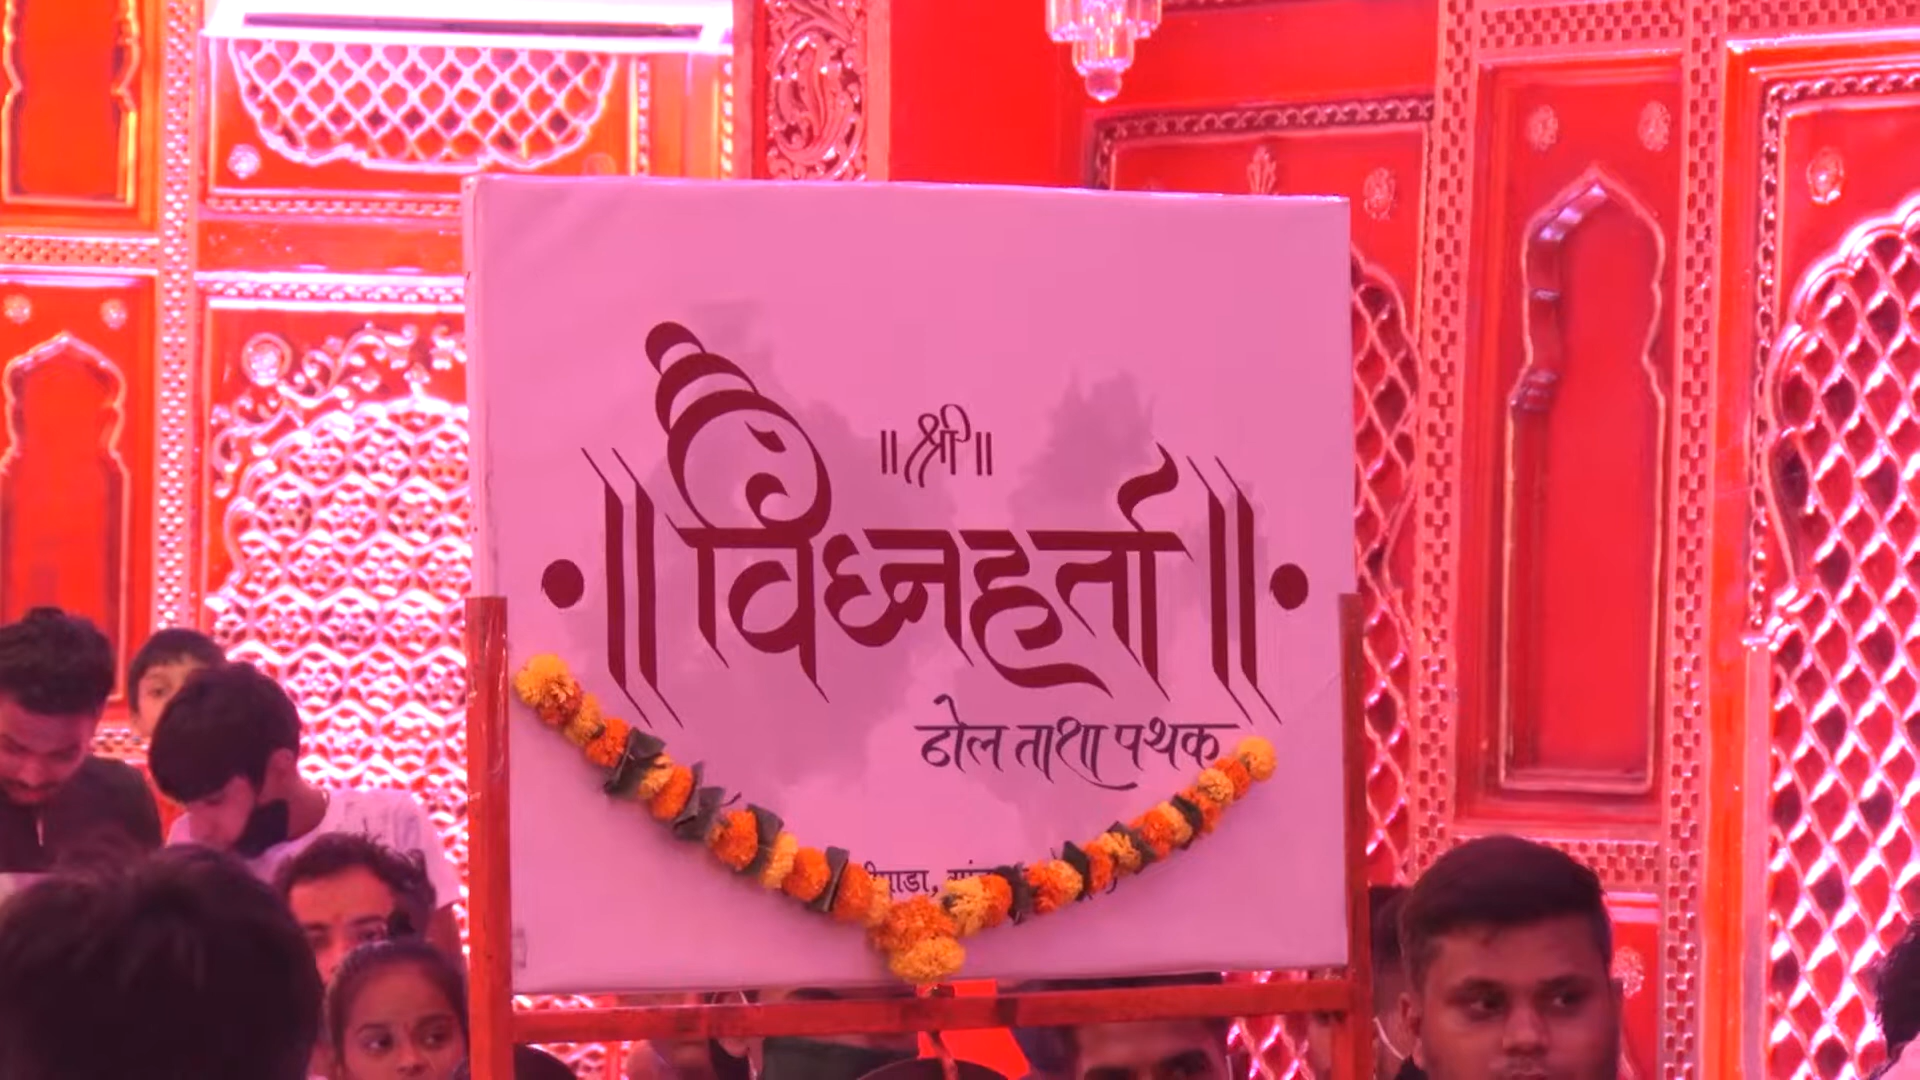 ॥ श्री ॥
॥ विघ्नहर्ता ॥
ढोल ताशा पथक